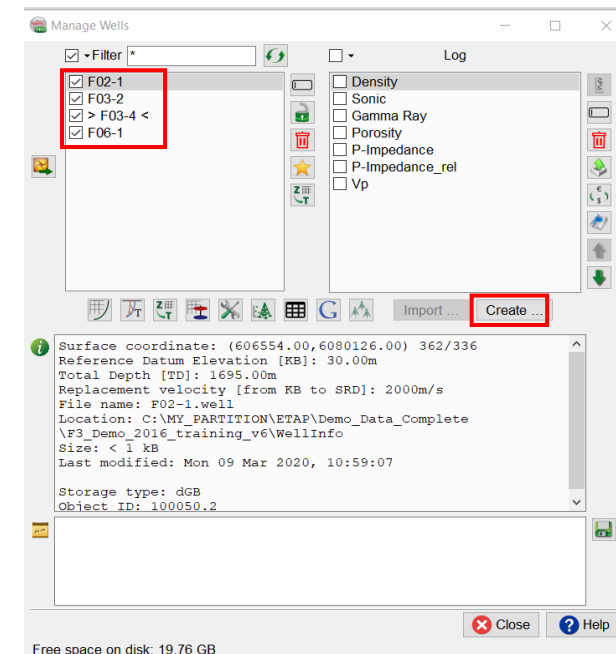 Manage Wells
Filter *
Log
F02-1
F03-2
> F03-4 <
F06-1
Density
Sonic
Gamma Ray
Porosity
P-Impedance
P-Impedance_rel
Vp
Import ...
Create ...
Surface coordinate: (606554.00,6080126.00) 362/336
Reference Datum Elevation [KB]: 30.00m
Total Depth [TD]: 1695.00m
Replacement velocity [from KB to SRD]: 2000m/s
File name: F02-1.well
Location: C:\MY_PARTITION\ETAP\Demo_Data_Complete
\F3_Demo_2016_training_v6\WellInfo
Size: < 1 kB
Last modified: Mon 09 Mar 2020, 10:59:07
Storage type: dGB
Object ID: 100050.2
Close
Help
Free space on disk: 19.76 GB